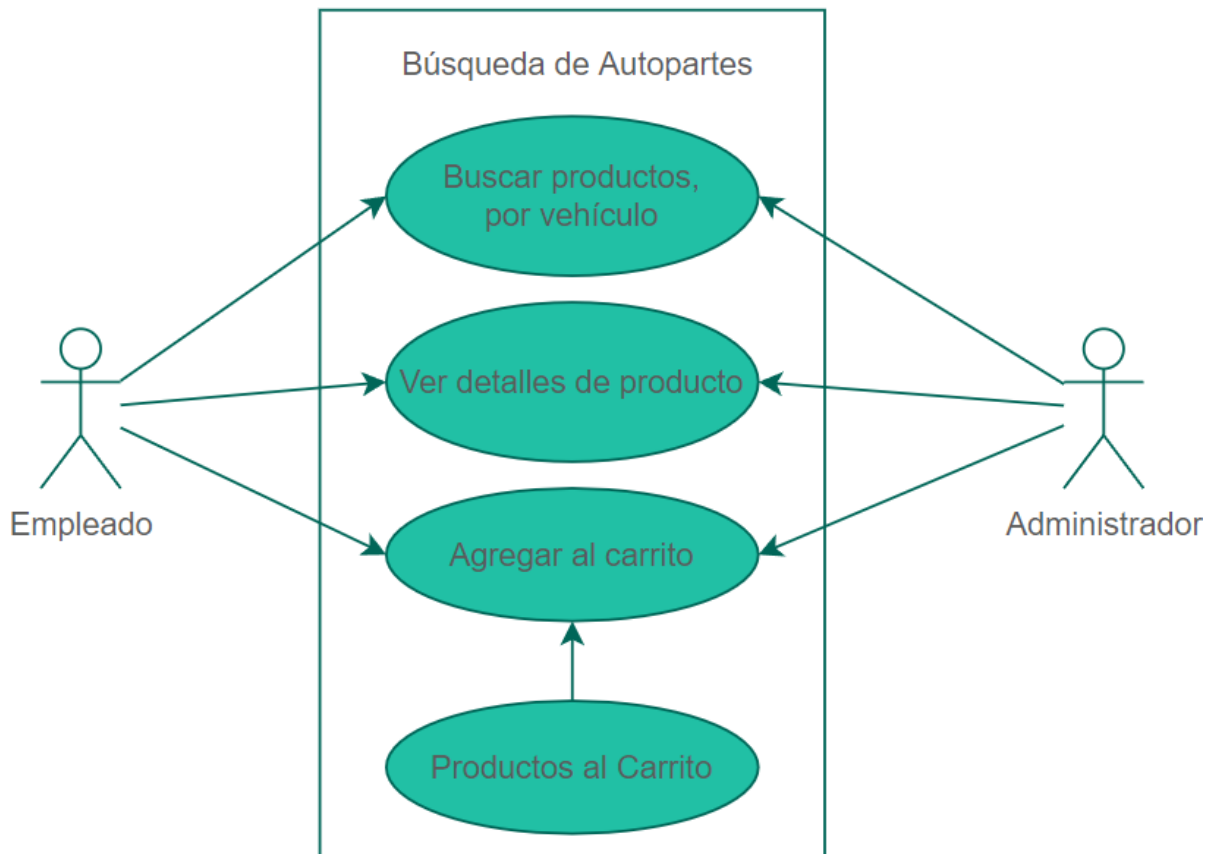 Búsqueda de Autopartes
Buscar productos,
por vehículo
Ver detalles de producto
Empleado
Administrador
Agregar al carrito
Productos al Carrito